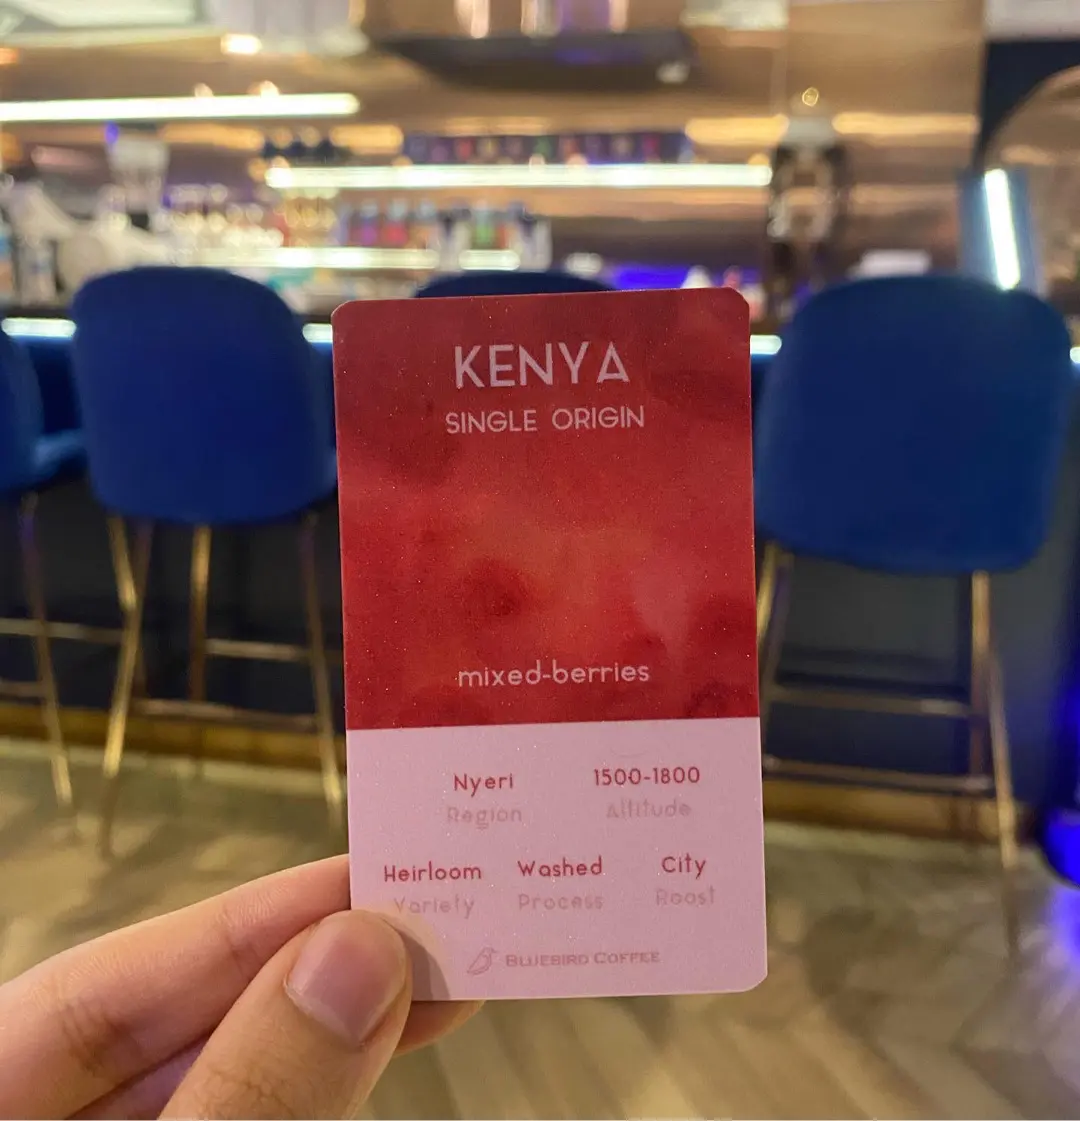 KENYA
SINGLE ORIGIN
mixed-berries
Nyeri 1500-1800
Region Altitude
Heirloom Washed City
Variety Process Roast
BLUEBIRD COFFEE